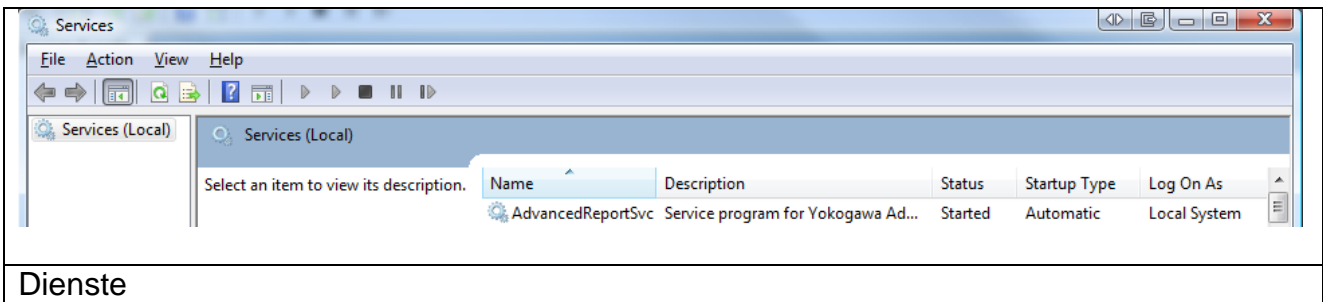 Services
File Action View Help
Services (Local)
Services (Local)
Select an item to view its description.
Name Description Status Startup Type Log On As
AdvancedReportSvc Service program for Yokogawa Ad... Started Automatic Local System
Dienste